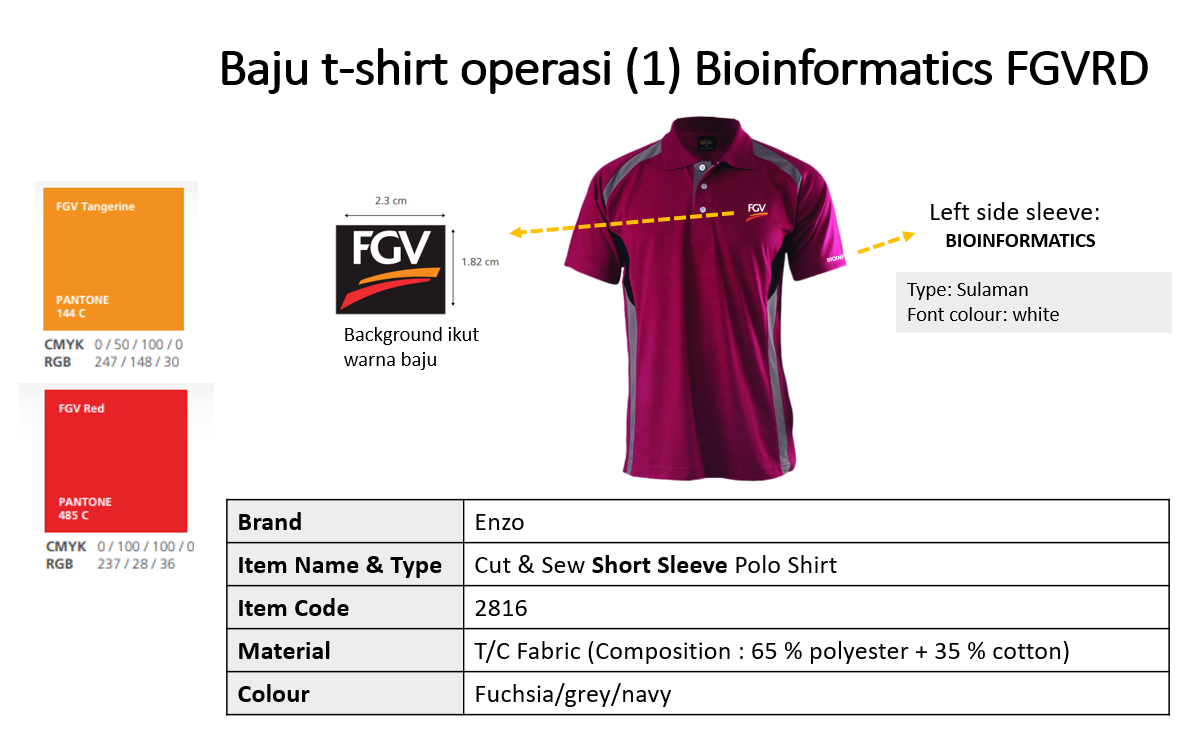 Baju t-shirt operasi (1) Bioinformatics FGVRD
FGV Tangerine
PANTONE
144 C
CMYK 0 / 50 / 100 / 0
RGB 247 / 148 / 30
FGV Red
PANTONE
485 C
CMYK 0 / 100 / 100 / 0
RGB 237 / 28 / 36
2.3 cm
FGV
1.82 cm
Background ikut
warna baju
FGV
Left side sleeve:
BIOINFORMATICS
Type: Sulaman
Font colour: white
Brand Enzo
Item Name & Type Cut & Sew Short Sleeve Polo Shirt
Item Code 2816
Material T/C Fabric (Composition : 65 % polyester + 35 % cotton)
Colour Fuchsia/grey/navy